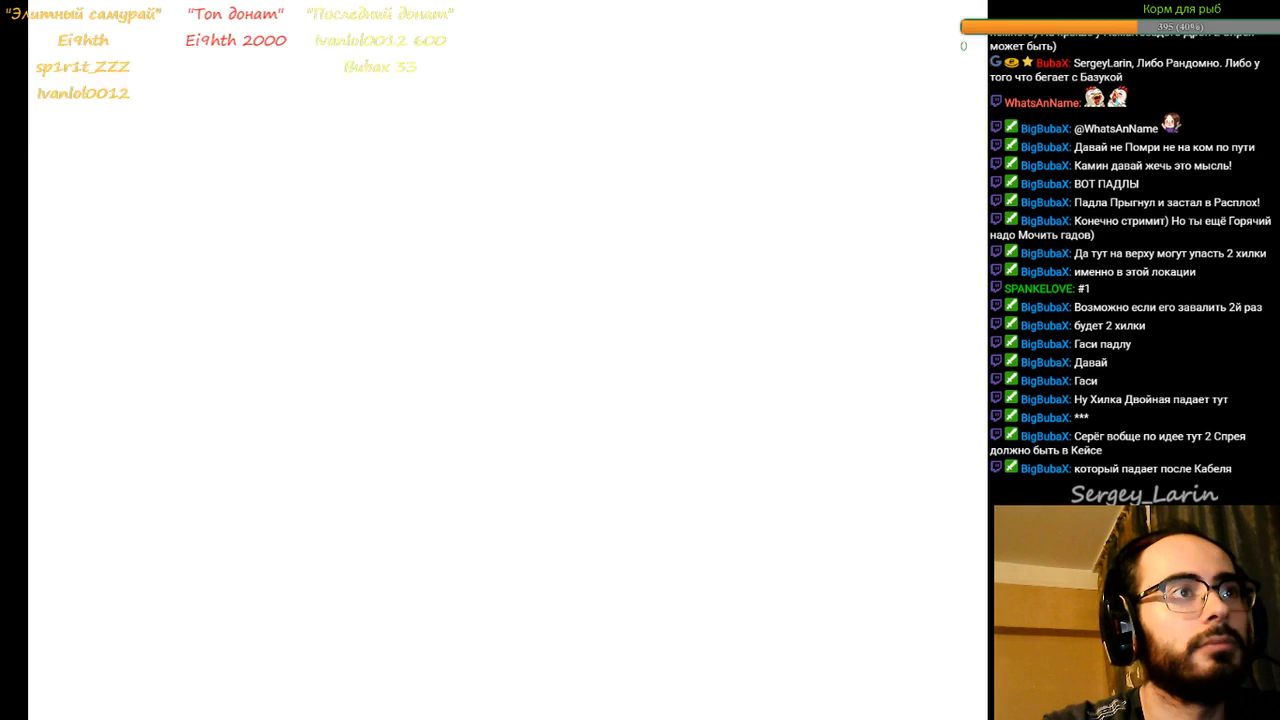 "Элитный самурай"
Ei9hth
sp1r1t_ZZZ
Ivanlol0012
"Топ донат"
Ei9hth 2000
"Последний донат"
Ivanlol0012 600
Bubax 33
Корм для рыб
395 (40%)
0
может быть)
BubaX: SergeyLarin, Либо Рандомно. Либо у
того что бегает с Базукой
WhatsAnName:
BigBubaX: @WhatsAnName
BigBubaX: Давай не Помри не на ком по пути
BigBubaX: Камин давай жечь это мысль!
BigBubaX: ВОТ ПАДЛЫ
BigBubaX: Падла Прыгнул и застал в Расплох!
BigBubaX: Конечно стримит) Но ты ещё Горячий
надо Мочить гадов)
BigBubaX: Да тут на верху могут упасть 2 хилки
BigBubaX: именно в этой локации
SPANKELOVE: #1
BigBubaX: Возможно если его завалить 2й раз
BigBubaX: будет 2 хилки
BigBubaX: Гаси падлу
BigBubaX: Давай
BigBubaX: Гаси
BigBubaX: Ну Хилка Двойная падает тут
BigBubaX: ***
BigBubaX: Серёг вобще по идее тут 2 Спрея
должно быть в Кейсе
BigBubaX: который падает после Кабеля
Sergey_Larin